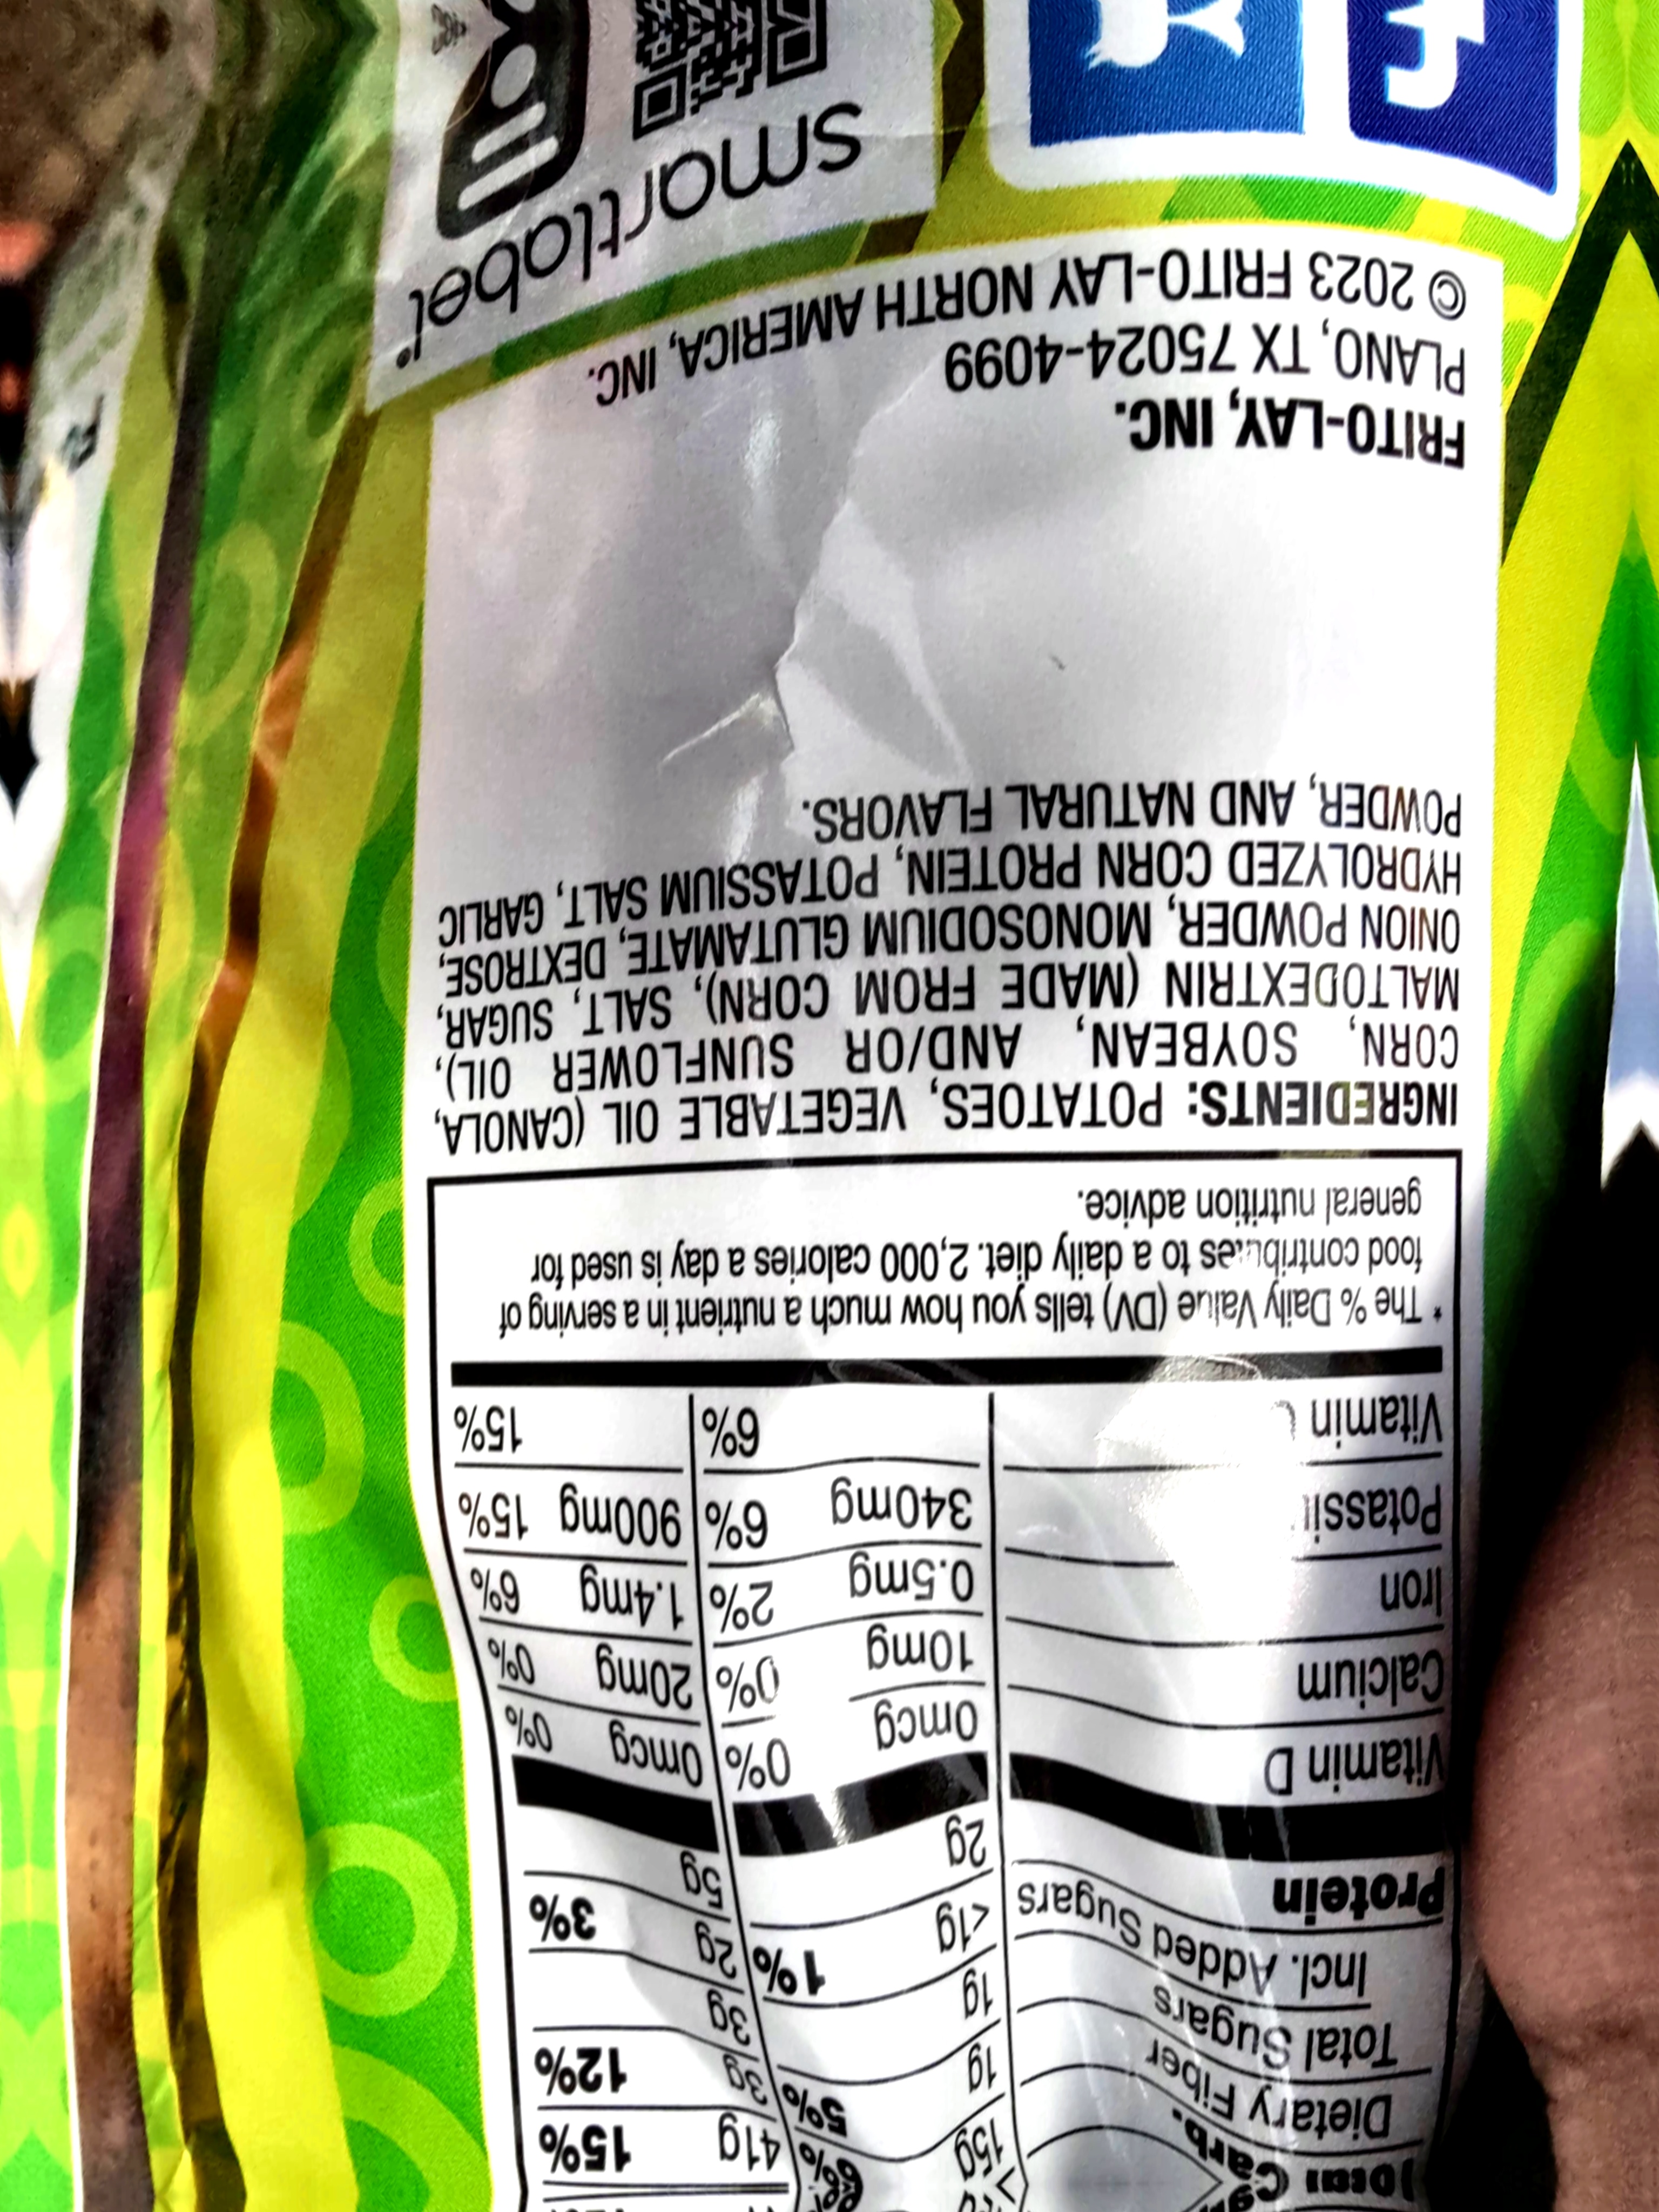 Total Carb. 15g 6% 41g 15%
Dietary Fiber 1g 5% 3g 12%
Total Sugars 1g 3g
Incl. Added Sugars <1g 1% 2g 3%
Protein 2g 5g
Vitamin D 0mcg 0% 0mcg 0%
Calcium 10mg 0% 20mg 0%
Iron 0.5mg 2% 1.4mg 6%
340mg 6% 900mg 15%
Vitamin 6% 15%
* The % Daily Value (DV) tells you how much a nutrient in a serving of
food contributes to a daily diet. 2,000 calories a day is used for
general nutrition advice.
INGREDIENTS: POTATOES, VEGETABLE OIL (CANOLA,
CORN, SOYBEAN, AND/OR SUNFLOWER OIL),
MALTODEXTRIN (MADE FROM CORN), SALT, SUGAR,
ONION POWDER, MONOSODIUM GLUTAMATE, DEXTROSE,
HYDROLYZED CORN PROTEIN, POTASSIUM SALT, GARLIC
POWDER, AND NATURAL FLAVORS.
FRITO-LAY, INC.
PLANO, TX 75024-4099
© 2023 FRITO-LAY NORTH AMERICA, INC.
smartlabel®
f